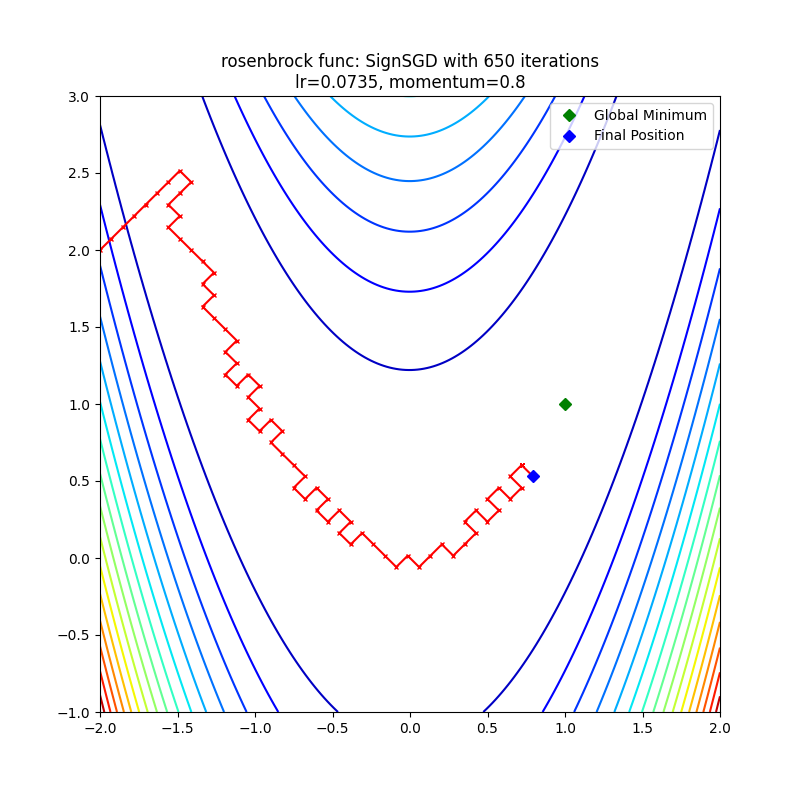 rosenbrock func: SignSGD with 650 iterations
lr=0.0735, momentum=0.8
Global Minimum
Final Position
3.0
2.5
2.0
1.5
1.0
0.5
0.0
−0.5
−1.0
−2.0 −1.5 −1.0 −0.5 0.0 0.5 1.0 1.5 2.0